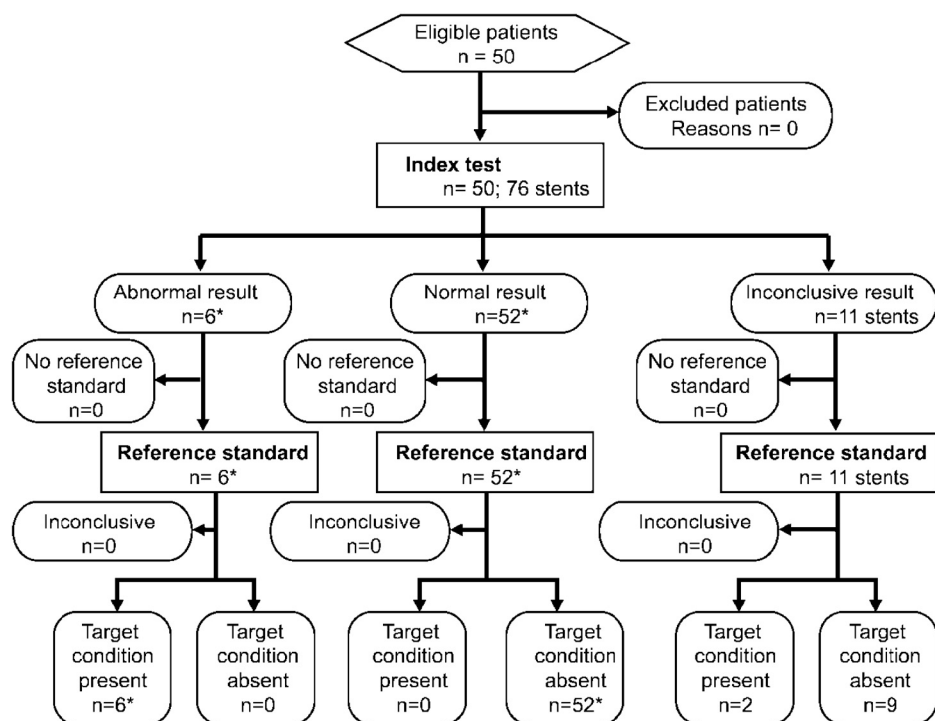 Eligible patients
n = 50
Excluded patients
Reasons n= 0
Index test
n= 50; 76 stents
Abnormal result
n=6*
Normal result
n=52*
Inconclusive result
n=11 stents
No reference
standard
n=0
No reference
standard
n=0
No reference
standard
n=0
Reference standard
n= 6*
Reference standard
n= 52*
Reference standard
n= 11 stents
Inconclusive
n=0
Inconclusive
n=0
Inconclusive
n=0
Target
condition
present
n=6*
Target
condition
absent
n=0
Target
condition
present
n=0
Target
condition
absent
n=52*
Target
condition
present
n=2
Target
condition
absent
n=9